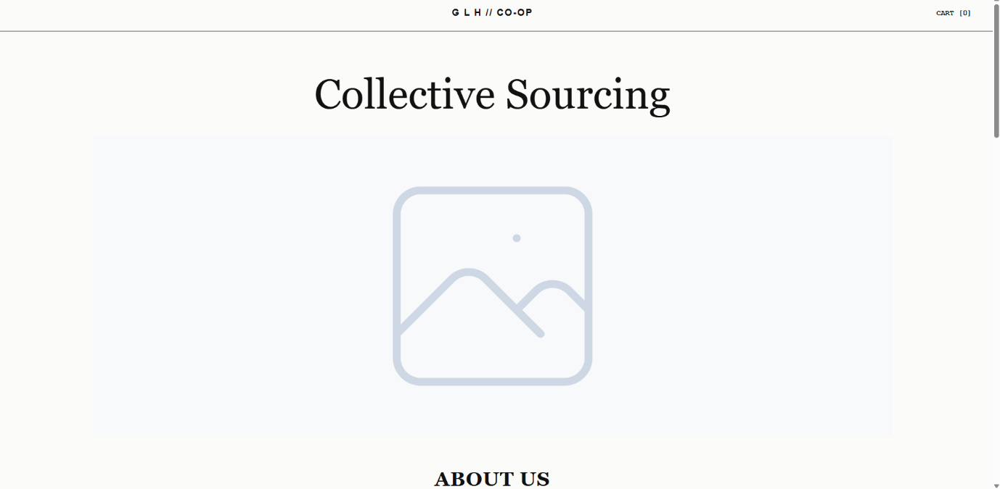 G L H // CO-OP
CART [0]
Collective Sourcing
ABOUT US